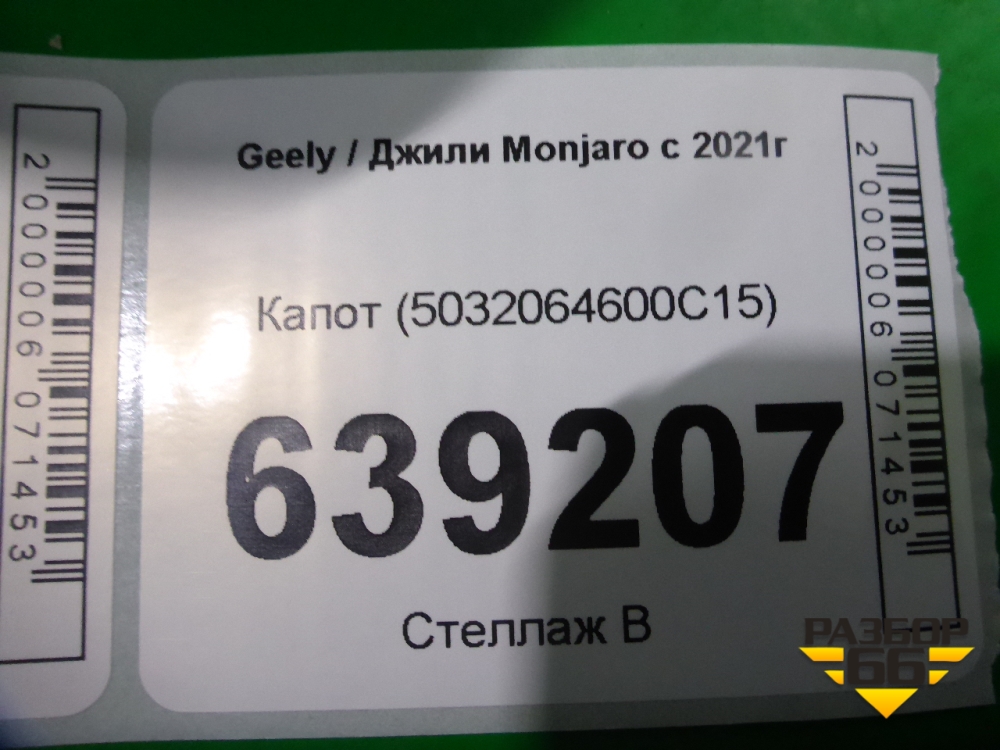 2000006071453
Geely / Джили Monjaro с 2021г
Капот (5032064600C15)
639207
Стеллаж В
2000006071453
РАЗБОР
66